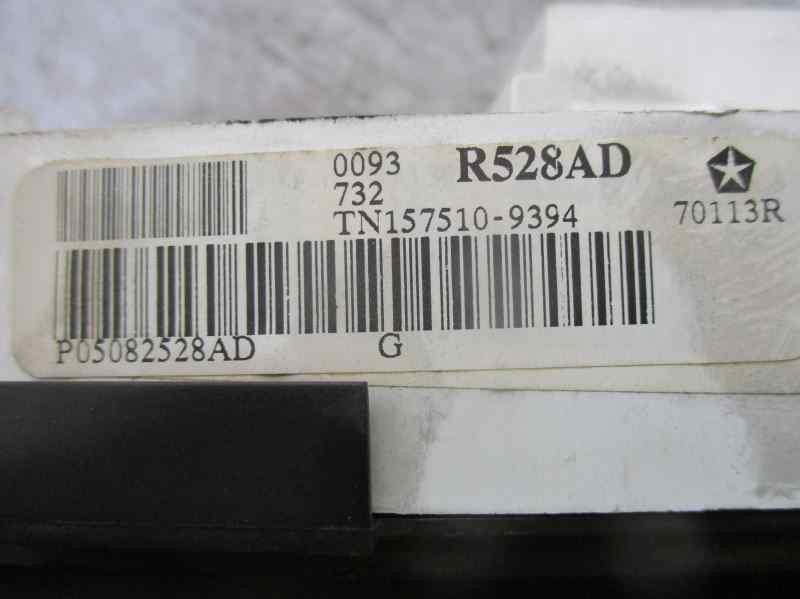 0093 R528AD
732
TN157510-9394 70113R
P05082528AD G